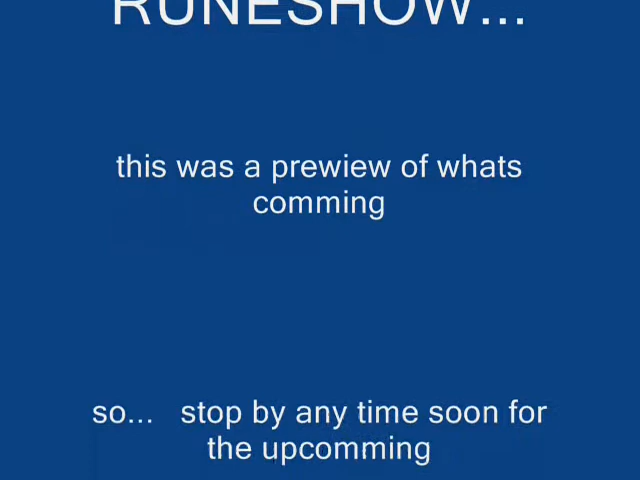 RUNESHOW...
this was a prewiew of whats
comming
so... stop by any time soon for
the upcomming